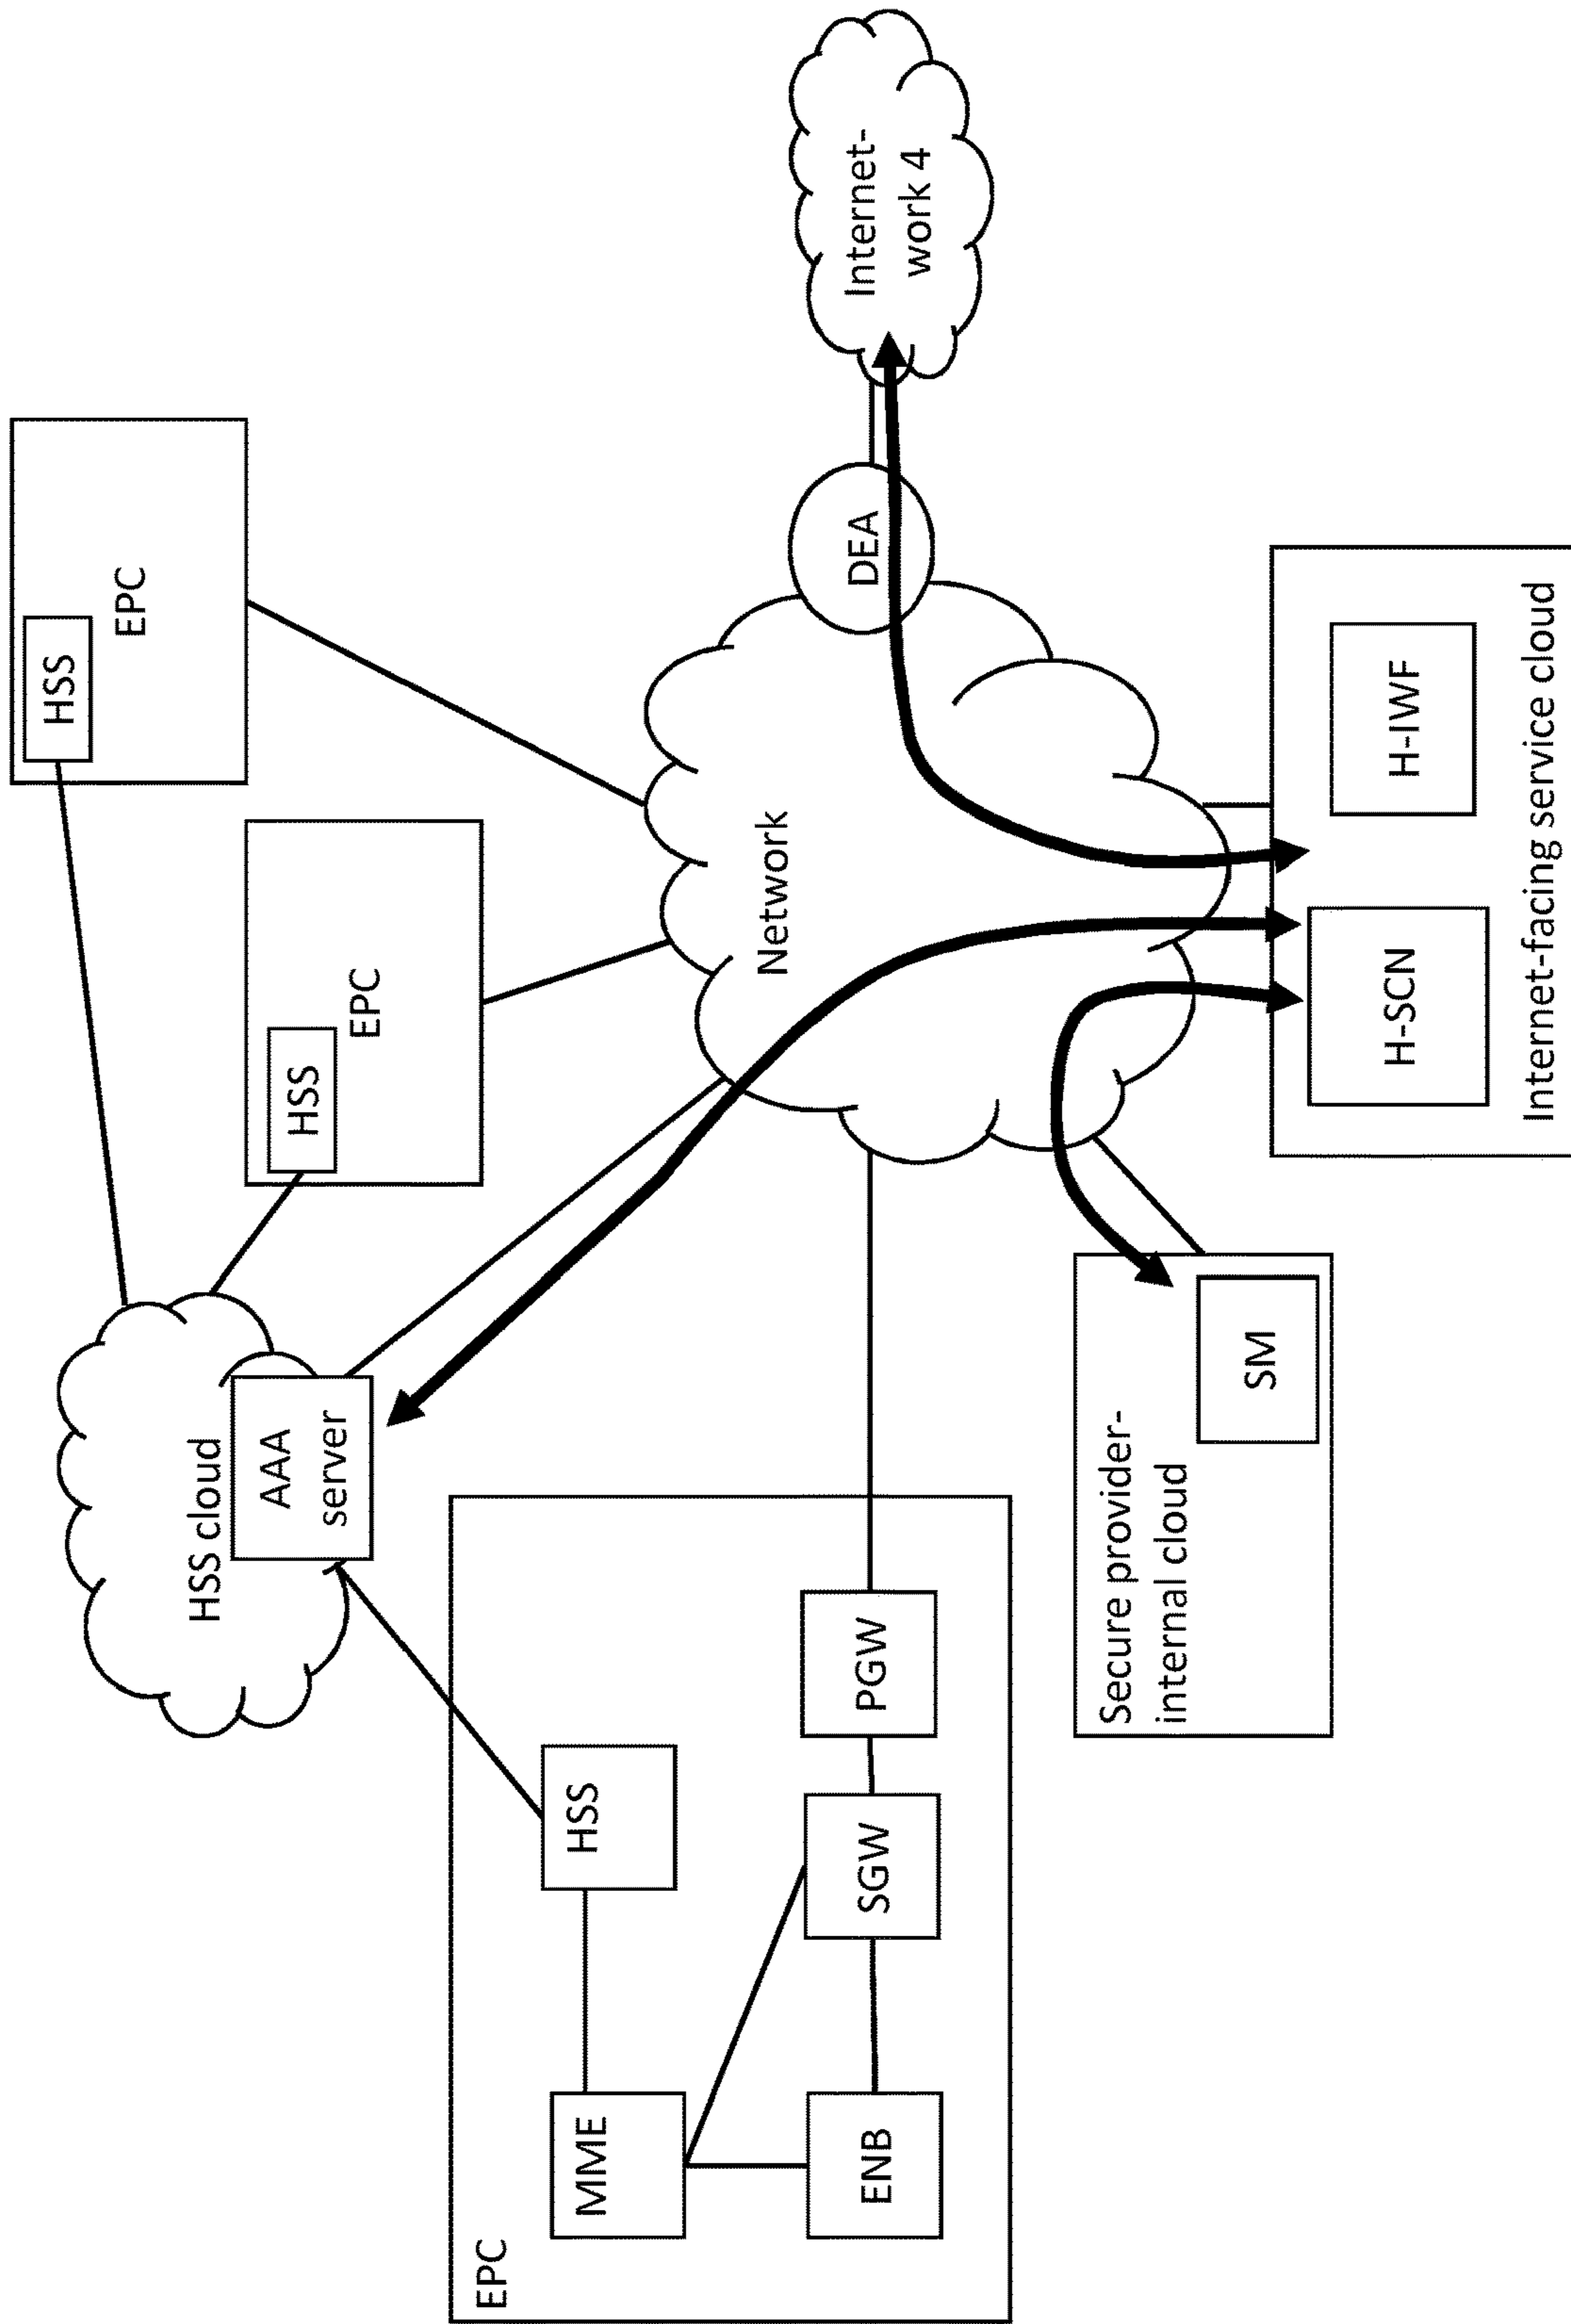 HSS
EPC
HSS
EPC
HSS cloud
AAA
server
Network
DEA
Internet-
work 4
EPC
MME
HSS
ENB
SGW
PGW
Secure provider-
internal cloud
SM
H-SCN
H-IWF
Internet-facing service cloud